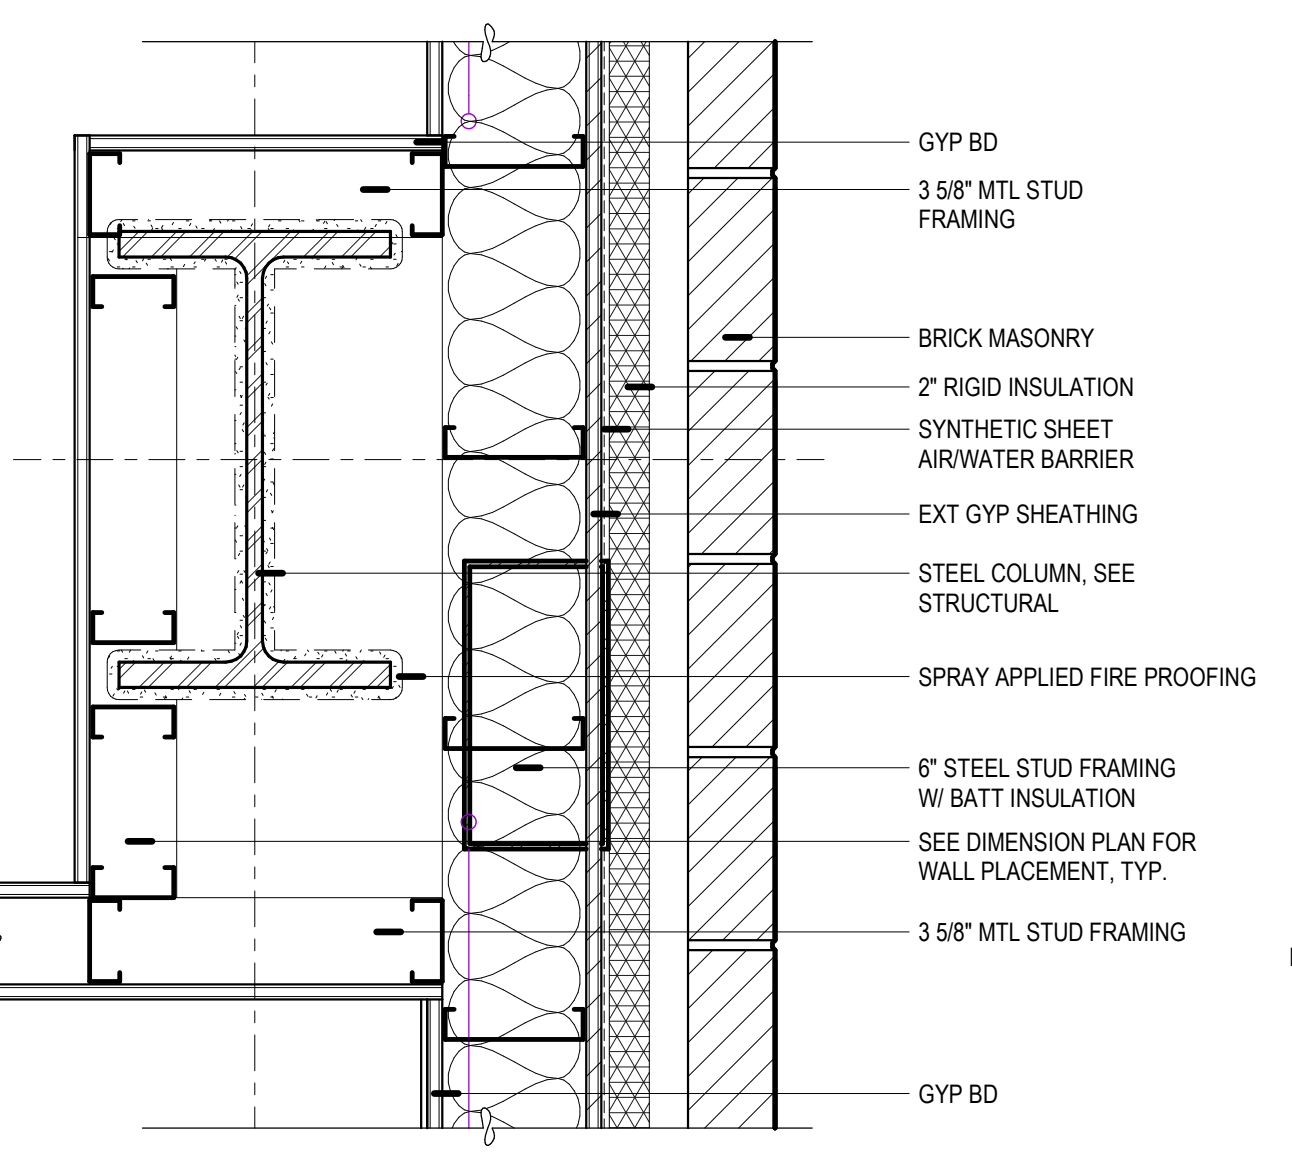 GYP BD
3 5/8" MTL STUD
FRAMING
BRICK MASONRY
2" RIGID INSULATION
SYNTHETIC SHEET
AIR/WATER BARRIER
EXT GYP SHEATHING
STEEL COLUMN, SEE
STRUCTURAL
SPRAY APPLIED FIRE PROOFING
6" STEEL STUD FRAMING
W/ BATT INSULATION
SEE DIMENSION PLAN FOR
WALL PLACEMENT, TYP.
3 5/8" MTL STUD FRAMING
GYP BD